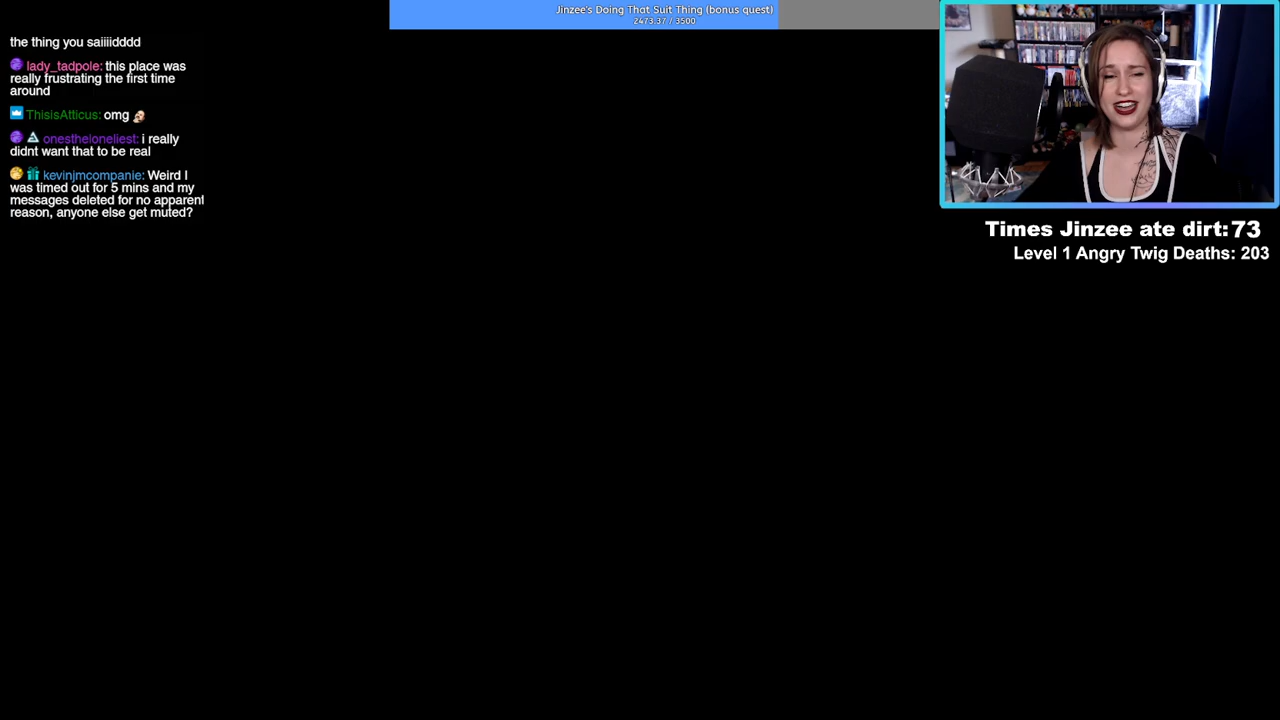 Jinzee's Doing That Suit Thing (bonus quest)
2473.37 / 3500
the thing you saiiiidddd
lady_tadpole: this place was
really frustrating the first time
around
ThisisAtticus: omg
onestheloneliest: i really
didnt want that to be real
kevinjmcompanie: Weird I
was timed out for 5 mins and my
messages deleted for no apparent
reason, anyone else get muted?
Times Jinzee ate dirt: 73
Level 1 Angry Twig Deaths: 203